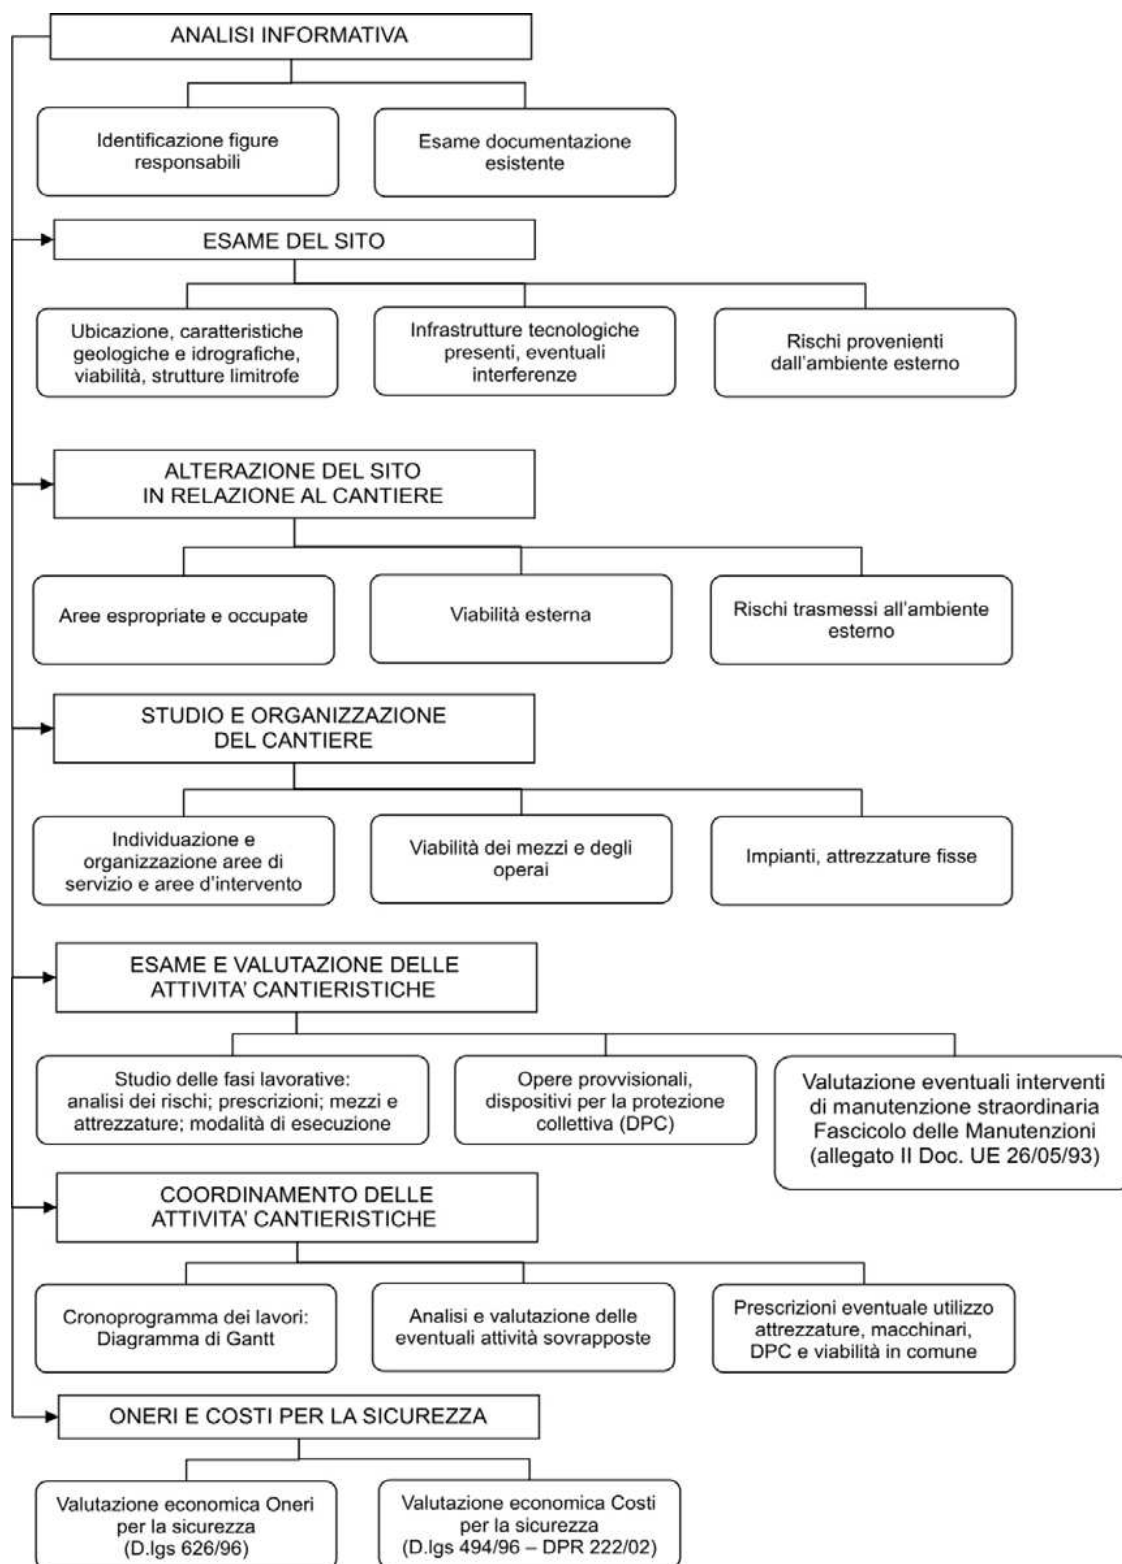 ANALISI INFORMATIVA
Identificazione figure
responsabili
Esame documentazione
esistente
ESAME DEL SITO
Ubicazione, caratteristiche
geologiche e idrografiche,
viabilità, strutture limitrofe
Infrastrutture tecnologiche
presenti, eventuali
interferenze
Rischi provenienti
dall'ambiente esterno
ALTERAZIONE DEL SITO
IN RELAZIONE AL CANTIERE
Aree espropriate e occupate
Viabilità esterna
Rischi trasmessi all'ambiente
esterno
STUDIO E ORGANIZZAZIONE
DEL CANTIERE
Individuazione e
organizzazione aree di
servizio e aree d'intervento
Viabilità dei mezzi e degli
operai
Impianti, attrezzature fisse
ESAME E VALUTAZIONE DELLE
ATTIVITA' CANTIERISTICHE
Studio delle fasi lavorative:
analisi dei rischi; prescrizioni; mezzi e
attrezzature; modalità di esecuzione
Opere provvisionali,
dispositivi per la protezione
collettiva (DPC)
Valutazione eventuali interventi
di manutenzione straordinaria
Fascicolo delle Manutenzioni
(allegato II Doc. UE 26/05/93)
COORDINAMENTO DELLE
ATTIVITA' CANTIERISTICHE
Cronoprogramma dei lavori:
Diagramma di Gantt
Analisi e valutazione delle
eventuali attività sovrapposte
Prescrizioni eventuale utilizzo
attrezzature, macchinari,
DPC e viabilità in comune
ONERI E COSTI PER LA SICUREZZA
Valutazione economica Oneri
per la sicurezza
(D.lgs 626/96)
Valutazione economica Costi
per la sicurezza
(D.lgs 494/96 – DPR 222/02)